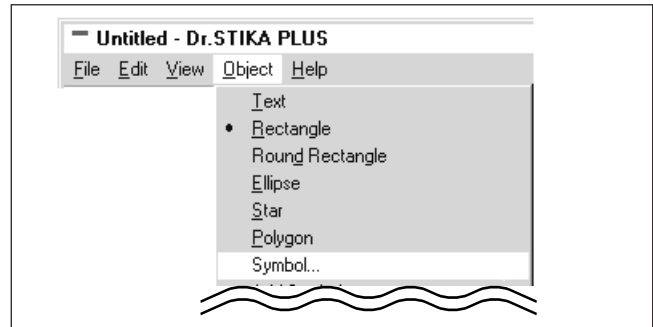 Untitled - Dr.STIKA PLUS
File Edit View Object Help
Text
• Rectangle
Round Rectangle
Ellipse
Star
Polygon
Symbol...